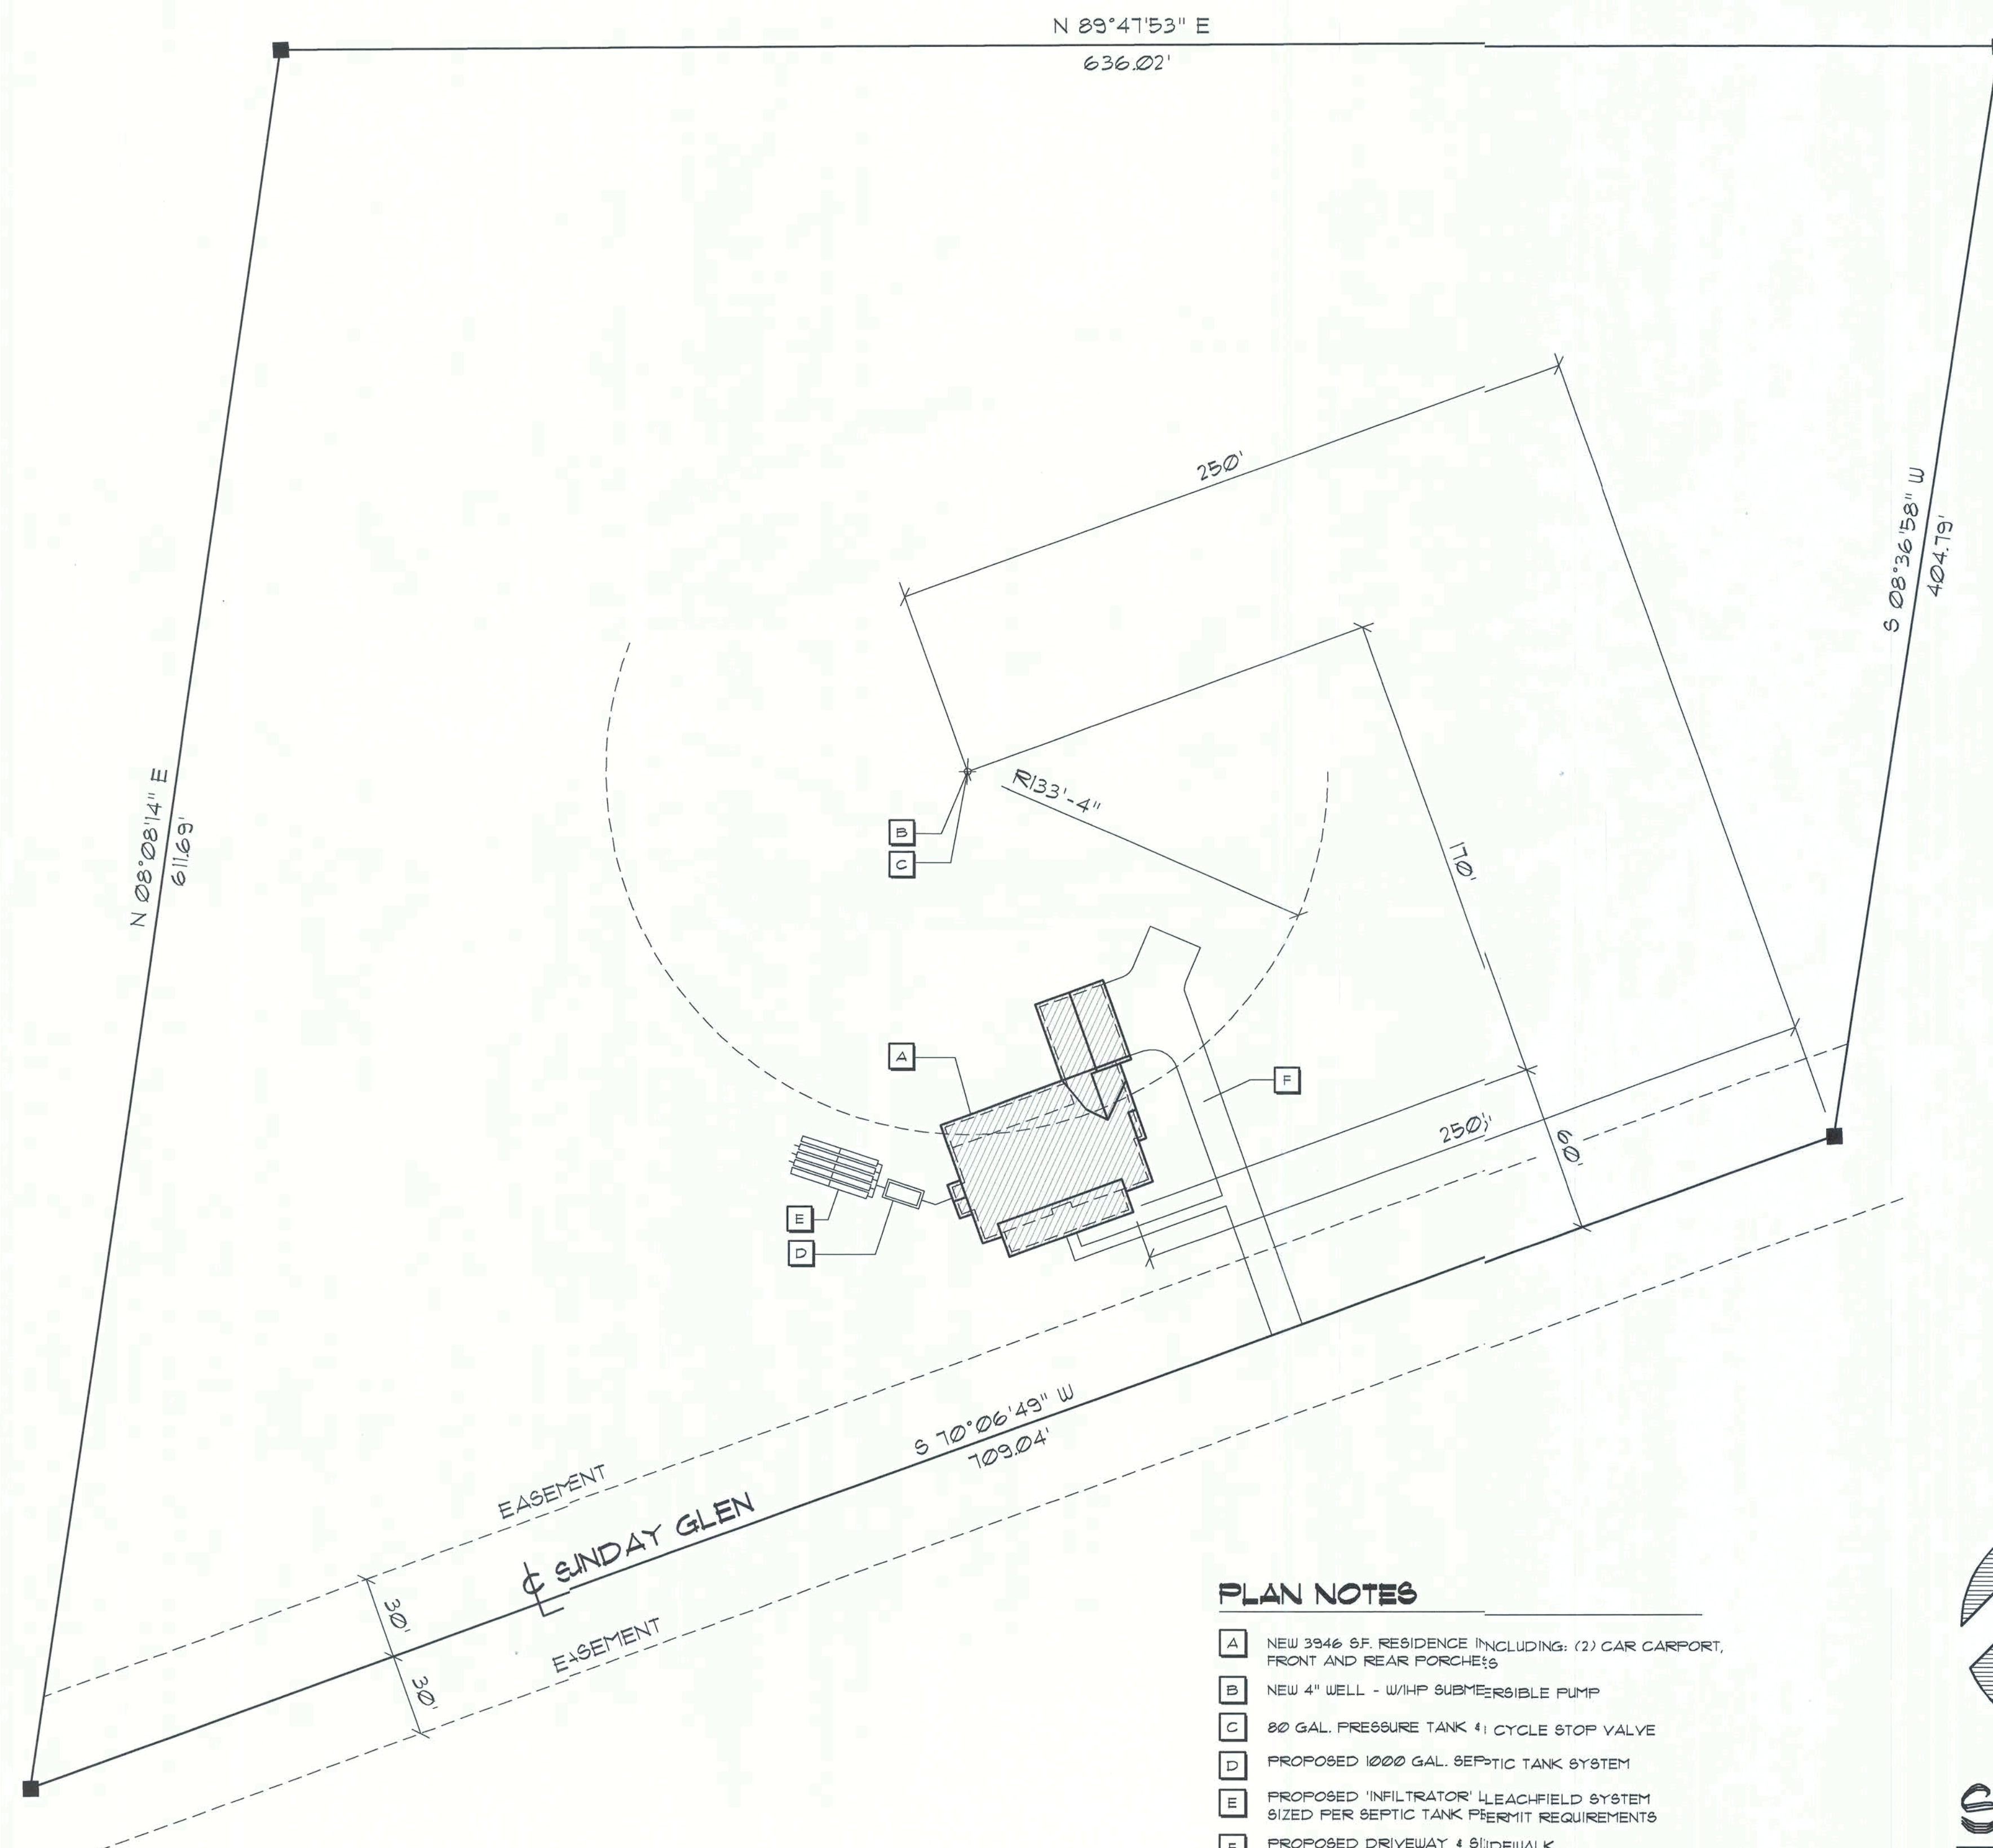 N 89°47'53" E
636.02'
250'
S 08°36'58" W
404.79'
R133'-4"
N 08°08'14" E
611.69'
B
C
170'
A
F
250'
60'
E
D
S 70°06'49" W
709.04'
EASEMENT
℄ SUNDAY GLEN
EASEMENT
30'
30'
PLAN NOTES
A NEW 3946 S.F. RESIDENCE INCLUDING: (2) CAR CARPORT,
FRONT AND REAR PORCHES
B NEW 4" WELL - W/1HP SUBMERSIBLE PUMP
C 80 GAL. PRESSURE TANK & CYCLE STOP VALVE
D PROPOSED 1000 GAL. SEPTIC TANK SYSTEM
E PROPOSED 'INFILTRATOR' LEACHFIELD SYSTEM
SIZED PER SEPTIC TANK PERMIT REQUIREMENTS
F PROPOSED DRIVEWAY & SIDEWALK